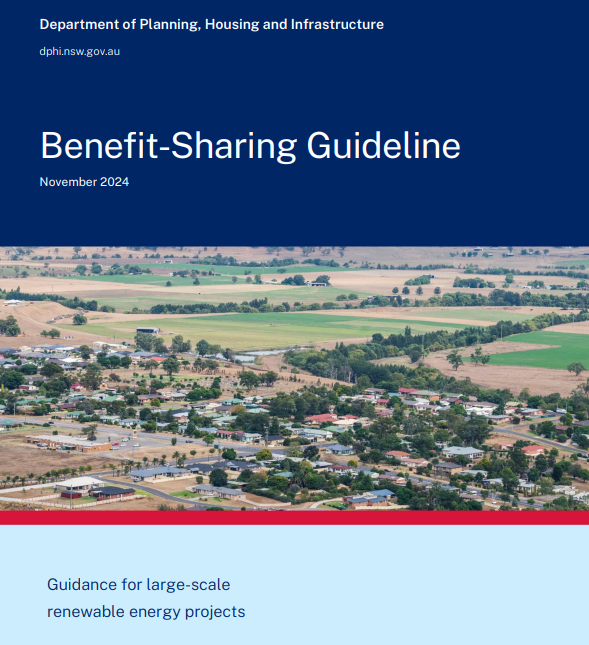 Department of Planning, Housing and Infrastructure
dphi.nsw.gov.au
Benefit-Sharing Guideline
November 2024
Guidance for large-scale
renewable energy projects